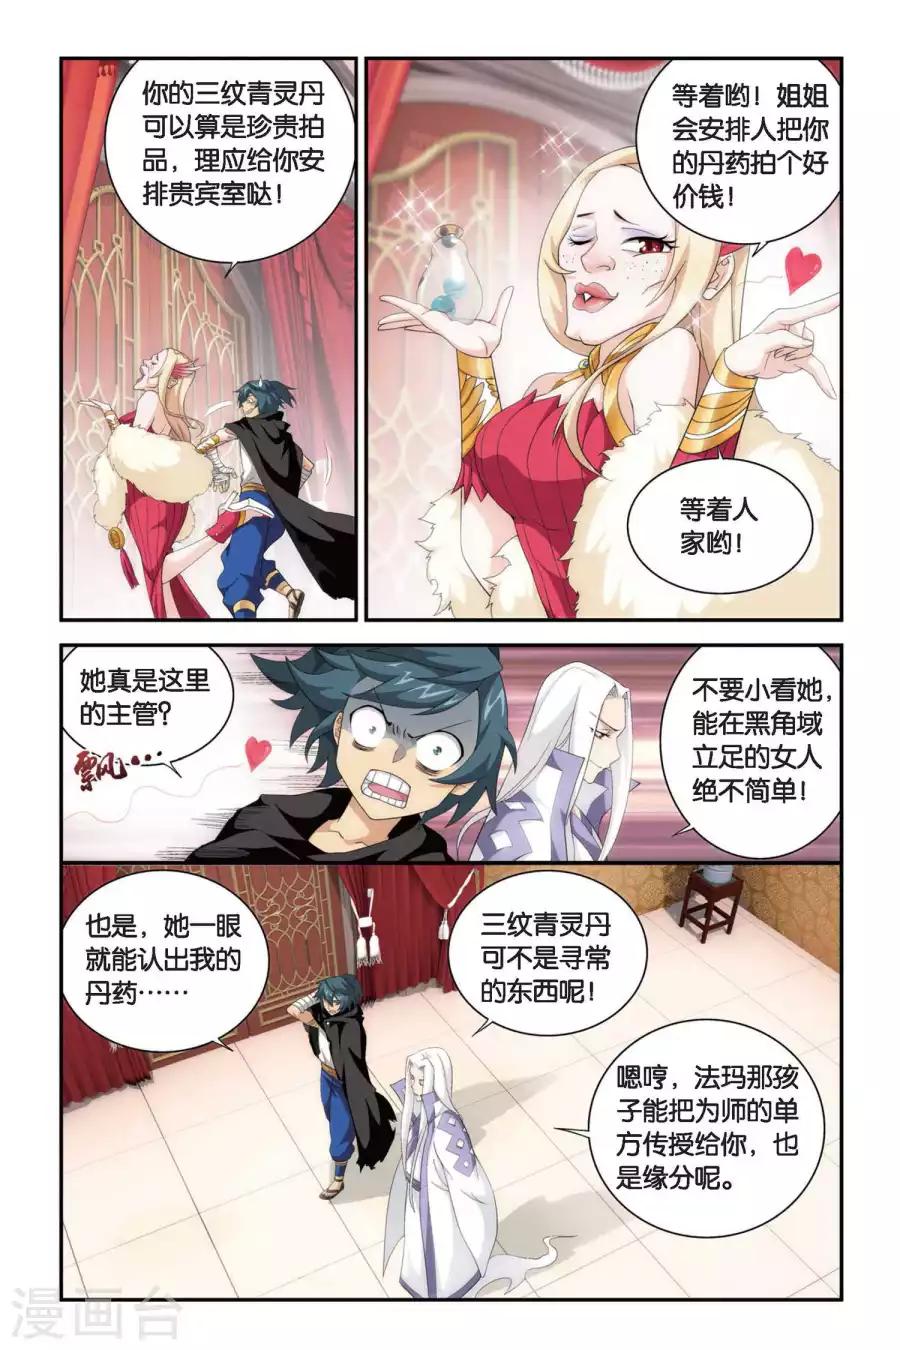 你的三纹青灵丹
可以算是珍贵拍
品，理应给你安
排贵宾室哒！
等着哟！姐姐
会安排人把你
的丹药拍个好
价钱！
等着人
家哟！
她真是这里
的主管？
飘…
不要小看她，
能在黑角域
立足的女人
绝不简单！
也是，她一眼
就能认出我的
丹药……
三纹青灵丹
可不是寻常
的东西呢！
嗯哼，法玛那孩
子能把为师的单
方传授给你，也
是缘分呢。
漫画台